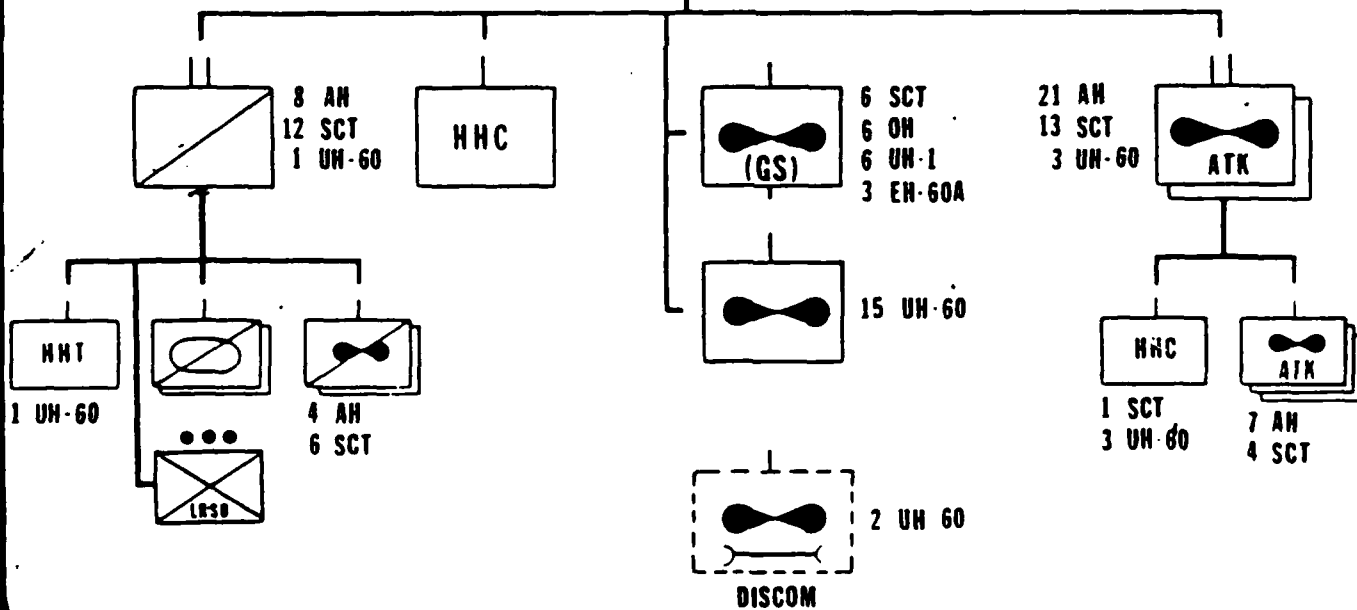 8 AH
12 SCT
1 UH-60
HHC
(GS)
6 SCT
6 OH
6 UH-1
3 EH-60A
21 AH
13 SCT
3 UH-60
ATK
15 UH-60
HHT
1 UH-60
4 AH
6 SCT
HHC
1 SCT
3 UH-60
ATK
7 AH
4 SCT
2 UH 60
DISCOM